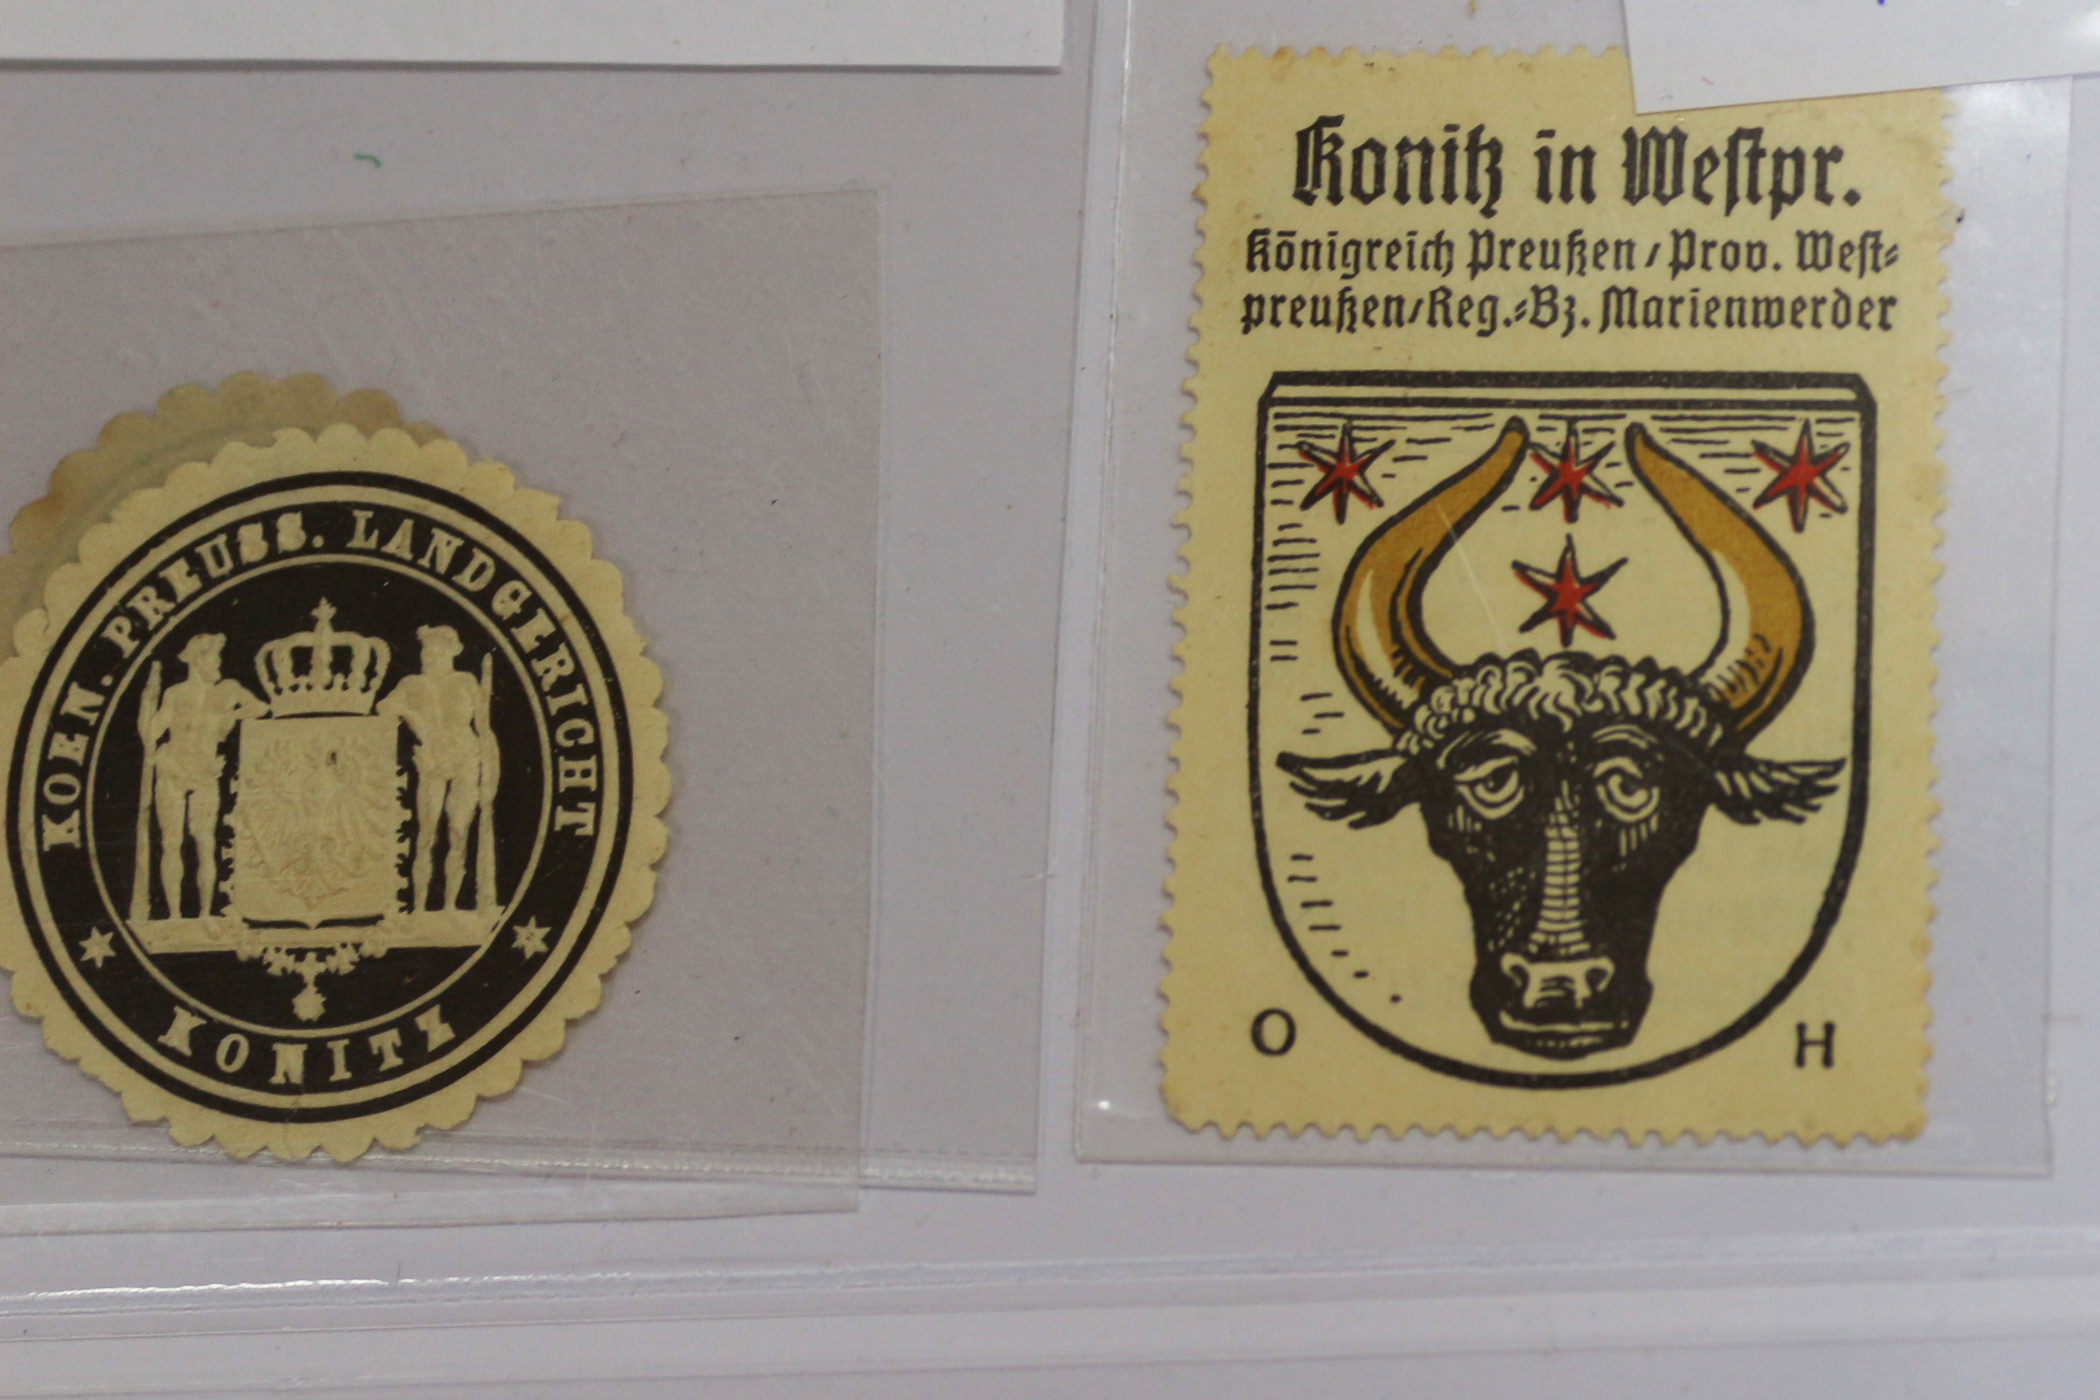 KOEN. PREUSS. LANDGERICHT
KONITZ
Konitz in Westpr.
Königreich Preußen / Prov. West-
preußen / Reg.-Bz. Marienwerder
O H